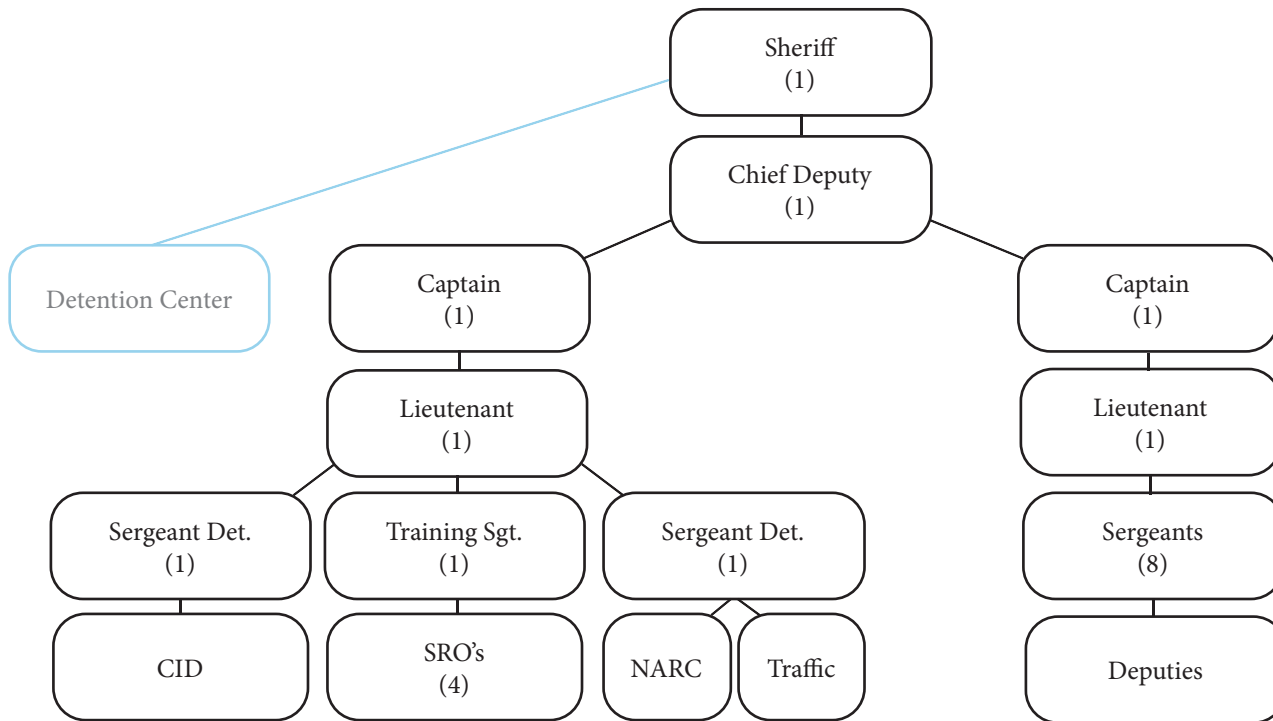 Sheriff
(1)
Chief Deputy
(1)
Detention Center
Captain
(1)
Captain
(1)
Lieutenant
(1)
Lieutenant
(1)
Sergeant Det.
(1)
Training Sgt.
(1)
Sergeant Det.
(1)
Sergeants
(8)
CID
SRO’s
(4)
NARC
Traffic
Deputies